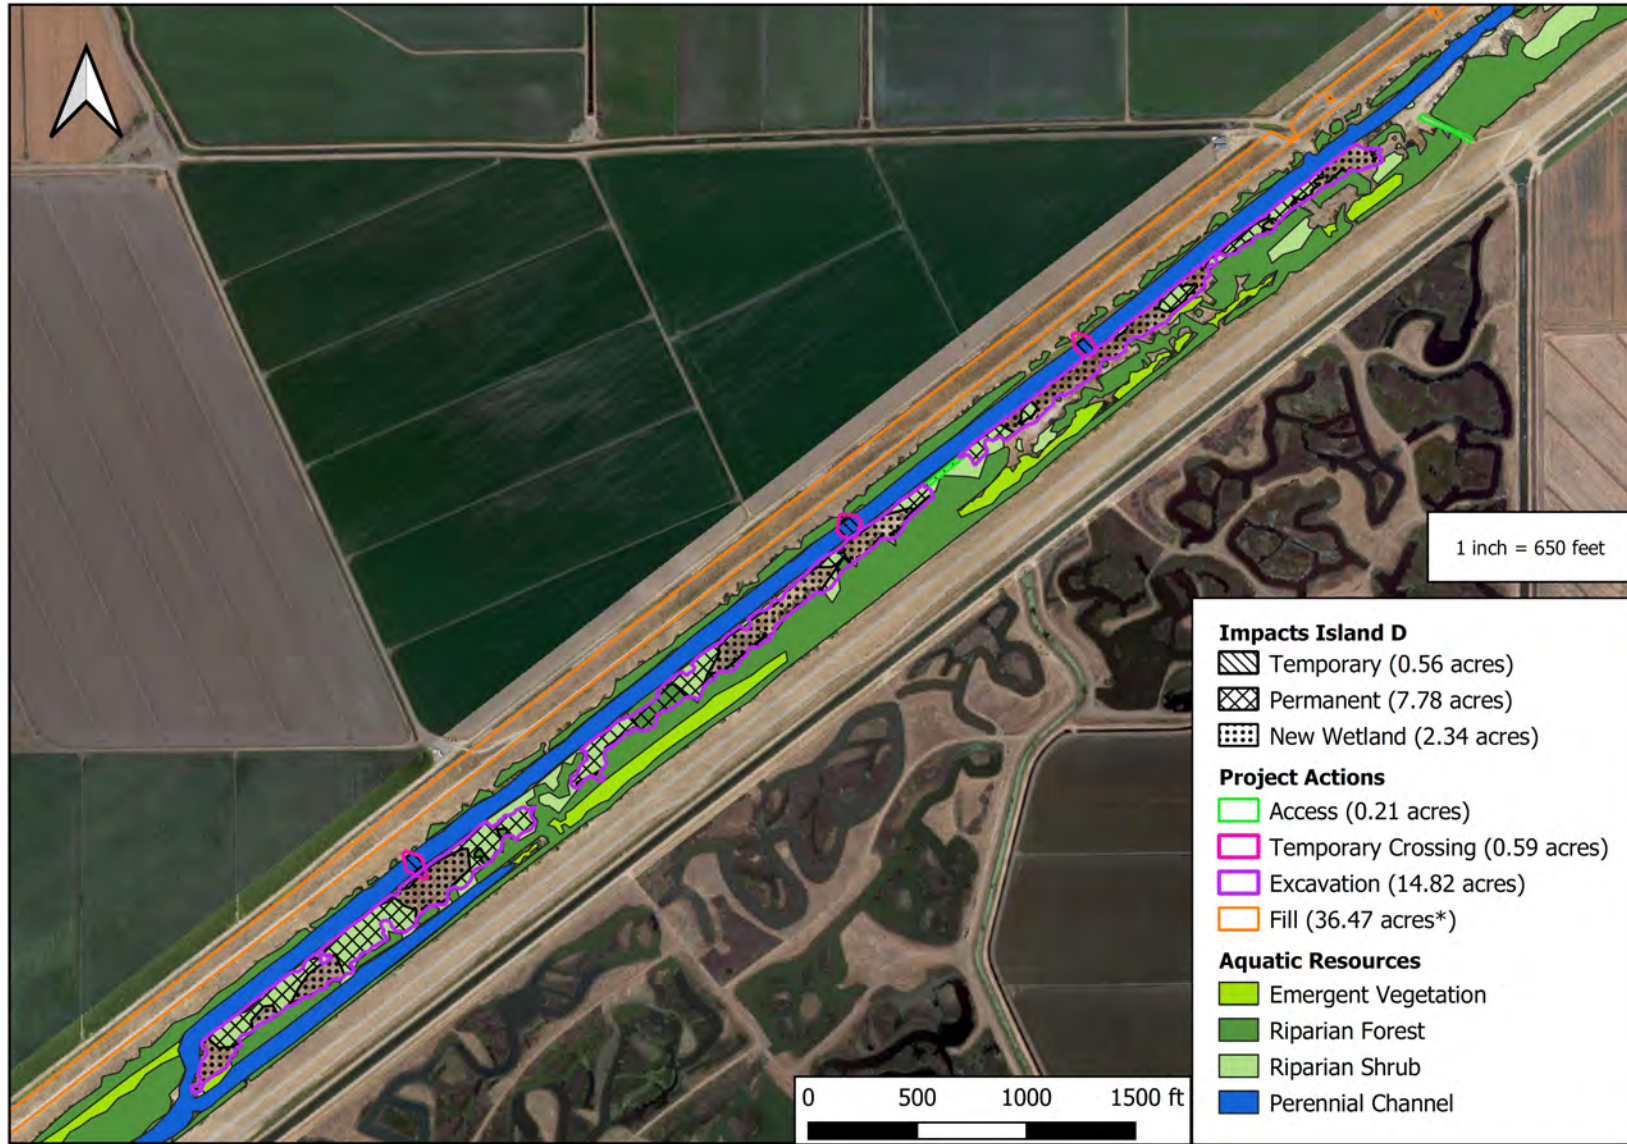 1 inch = 650 feet
Impacts Island D
Temporary (0.56 acres)
Permanent (7.78 acres)
New Wetland (2.34 acres)
Project Actions
Access (0.21 acres)
Temporary Crossing (0.59 acres)
Excavation (14.82 acres)
Fill (36.47 acres*)
Aquatic Resources
Emergent Vegetation
Riparian Forest
Riparian Shrub
Perennial Channel
0 500 1000 1500 ft